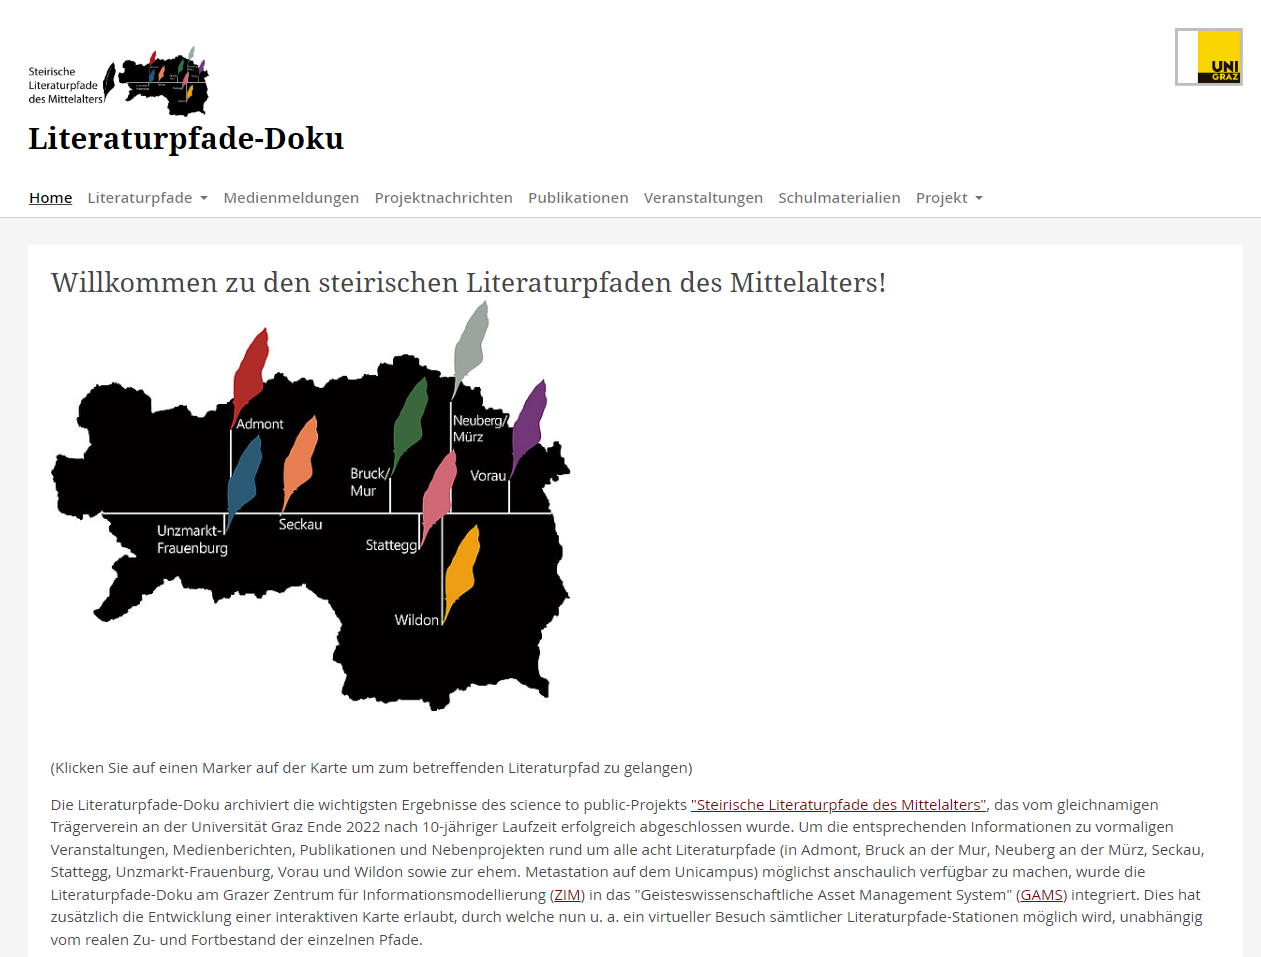 Steirische
Literaturpfade
des Mittelalters
UNI
GRAZ
Literaturpfade-Doku
Home Literaturpfade Medienmeldungen Projektnachrichten Publikationen Veranstaltungen Schulmaterialien Projekt
Willkommen zu den steirischen Literaturpfaden des Mittelalters!
Admont
Neuberg/
Mürz
Bruck/
Mur
Vorau
Unzmarkt-
Frauenburg
Seckau
Stattegg
Wildon
(Klicken Sie auf einen Marker auf der Karte um zum betreffenden Literaturpfad zu gelangen)
Die Literaturpfade-Doku archiviert die wichtigsten Ergebnisse des science to public-Projekts "Steirische Literaturpfade des Mittelalters", das vom gleichnamigen
Trägerverein an der Universität Graz Ende 2022 nach 10-jähriger Laufzeit erfolgreich abgeschlossen wurde. Um die entsprechenden Informationen zu vormaligen
Veranstaltungen, Medienberichten, Publikationen und Nebenprojekten rund um alle acht Literaturpfade (in Admont, Bruck an der Mur, Neuberg an der Mürz, Seckau,
Stattegg, Unzmarkt-Frauenburg, Vorau und Wildon sowie zur ehem. Metastation auf dem Unicampus) möglichst anschaulich verfügbar zu machen, wurde die
Literaturpfade-Doku am Grazer Zentrum für Informationsmodellierung (ZIM) in das "Geisteswissenschaftliche Asset Management System" (GAMS) integriert. Dies hat
zusätzlich die Entwicklung einer interaktiven Karte erlaubt, durch welche nun u. a. ein virtueller Besuch sämtlicher Literaturpfade-Stationen möglich wird, unabhängig
vom realen Zu- und Fortbestand der einzelnen Pfade.